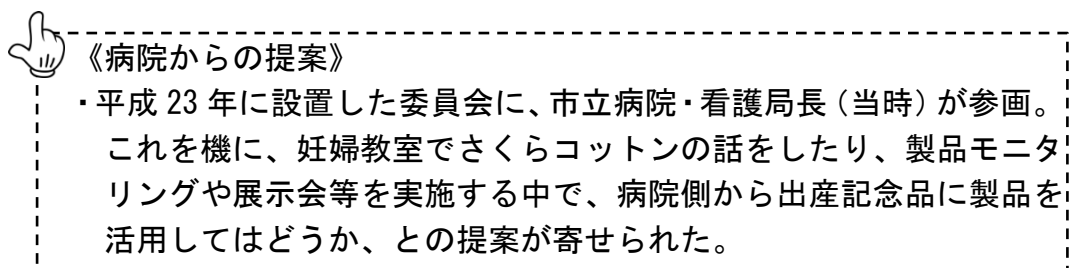 《病院からの提案》
・平成 23 年に設置した委員会に、市立病院・看護局長（当時）が参画。
これを機に、妊婦教室でさくらコットンの話をしたり、製品モニタ
リングや展示会等を実施する中で、病院側から出産記念品に製品を
活用してはどうか、との提案が寄せられた。